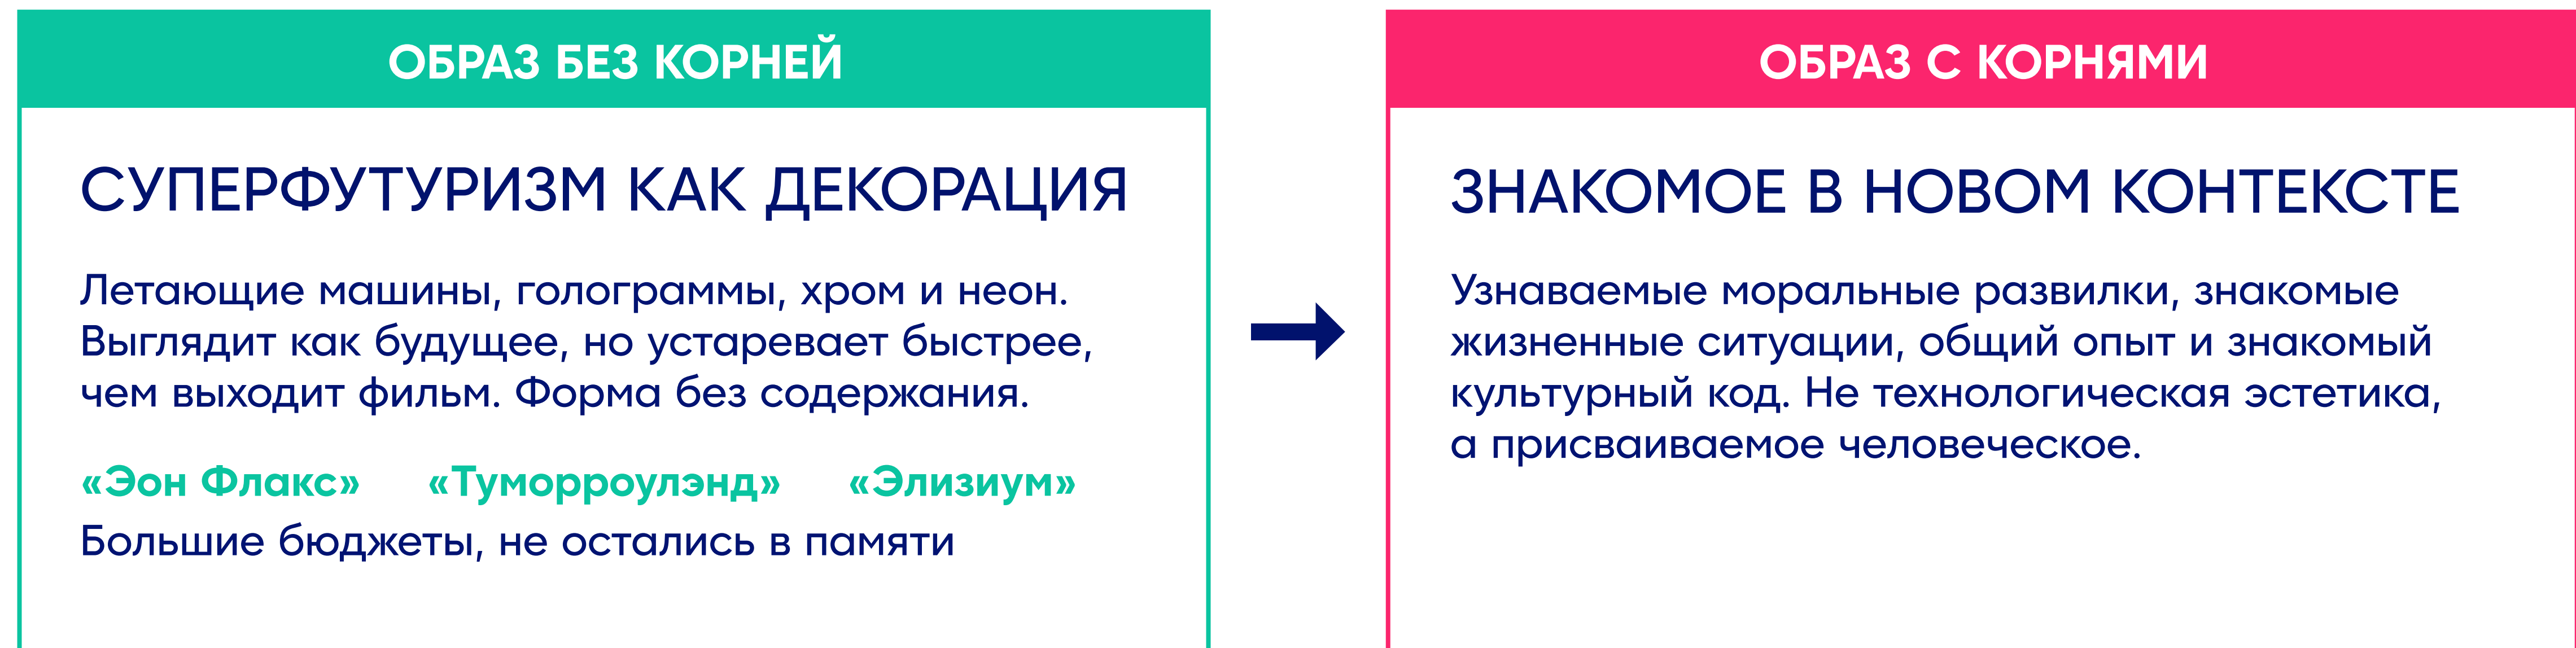 ОБРАЗ БЕЗ КОРНЕЙ
СУПЕРФУТУРИЗМ КАК ДЕКОРАЦИЯ
Летающие машины, голограммы, хром и неон.
Выглядит как будущее, но устаревает быстрее,
чем выходит фильм. Форма без содержания.
«Эон Флакс» «Туморроулэнд» «Элизиум»
Большие бюджеты, не остались в памяти
ОБРАЗ С КОРНЯМИ
ЗНАКОМОЕ В НОВОМ КОНТЕКСТЕ
Узнаваемые моральные развилки, знакомые
жизненные ситуации, общий опыт и знакомый
культурный код. Не технологическая эстетика,
а присваиваемое человеческое.